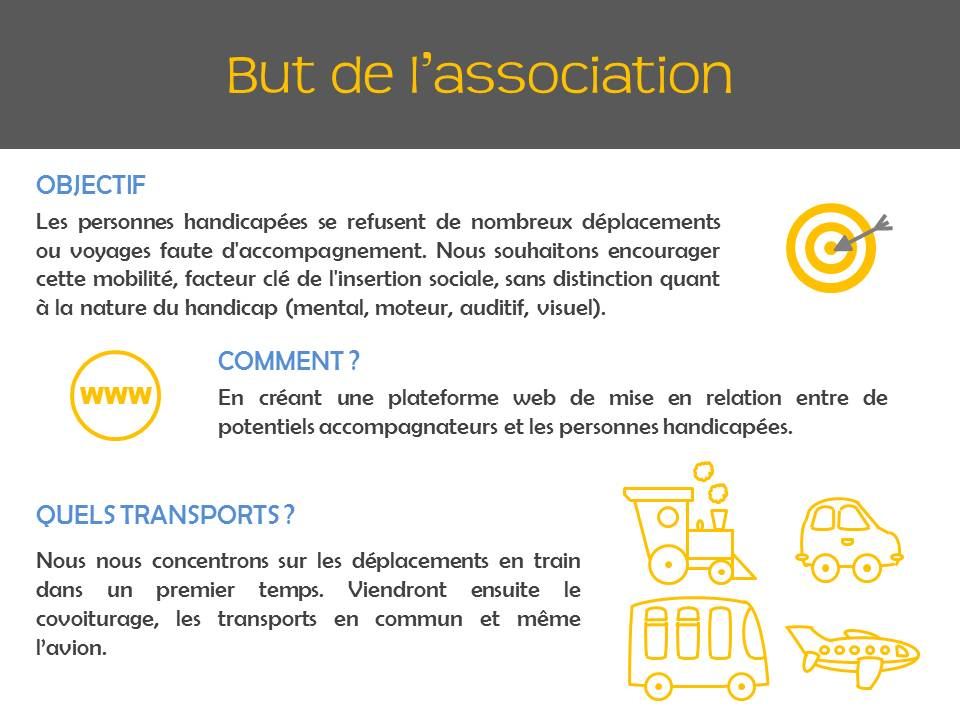 But de l’association
OBJECTIF
Les personnes handicapées se refusent de nombreux déplacements
ou voyages faute d'accompagnement. Nous souhaitons encourager
cette mobilité, facteur clé de l'insertion sociale, sans distinction quant
à la nature du handicap (mental, moteur, auditif, visuel).
COMMENT ?
www
En créant une plateforme web de mise en relation entre de
potentiels accompagnateurs et les personnes handicapées.
QUELS TRANSPORTS ?
Nous nous concentrons sur les déplacements en train
dans un premier temps. Viendront ensuite le
covoiturage, les transports en commun et même
l’avion.